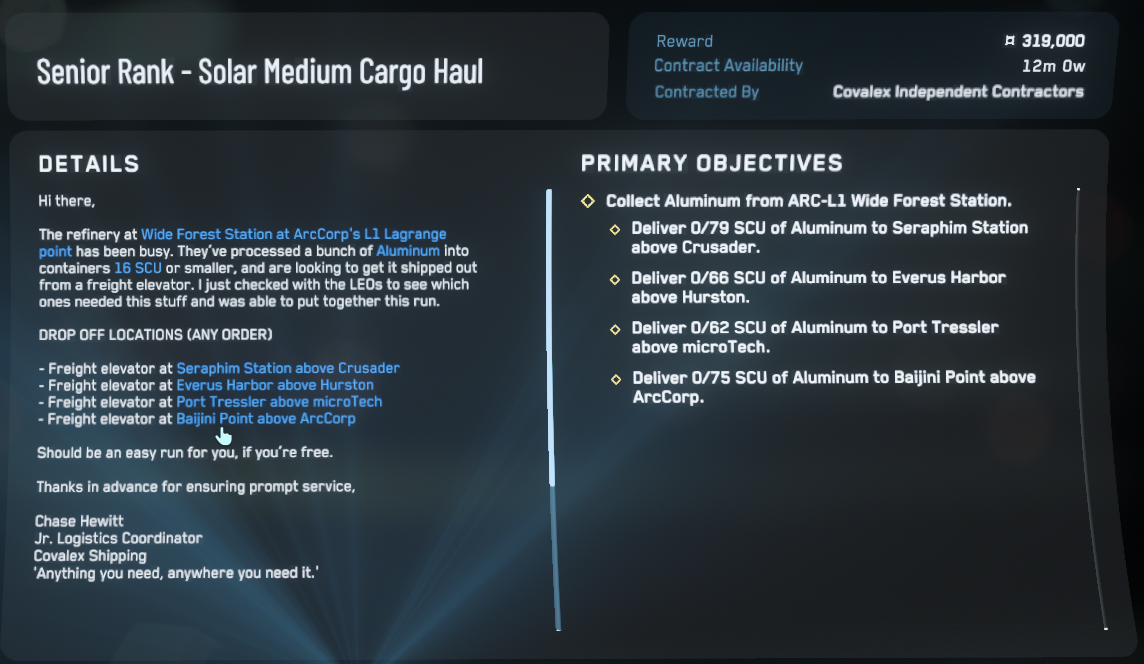 Senior Rank - Solar Medium Cargo Haul
Reward
¤ 319,000
Contract Availability
12m 0w
Contracted By
Covalex Independent Contractors
DETAILS
Hi there,
The refinery at Wide Forest Station at ArcCorp's L1 Lagrange
point has been busy. They've processed a bunch of Aluminum into
containers 16 SCU or smaller, and are looking to get it shipped out
from a freight elevator. I just checked with the LEOs to see which
ones needed this stuff and was able to put together this run.
DROP OFF LOCATIONS (ANY ORDER)
- Freight elevator at Seraphim Station above Crusader
- Freight elevator at Everus Harbor above Hurston
- Freight elevator at Port Tressler above microTech
- Freight elevator at Baijini Point above ArcCorp
Should be an easy run for you, if you're free.
Thanks in advance for ensuring prompt service,
Chase Hewitt
Jr. Logistics Coordinator
Covalex Shipping
'Anything you need, anywhere you need it.'
PRIMARY OBJECTIVES
Collect Aluminum from ARC-L1 Wide Forest Station.
Deliver 0/79 SCU of Aluminum to Seraphim Station
above Crusader.
Deliver 0/66 SCU of Aluminum to Everus Harbor
above Hurston.
Deliver 0/62 SCU of Aluminum to Port Tressler
above microTech.
Deliver 0/75 SCU of Aluminum to Baijini Point above
ArcCorp.